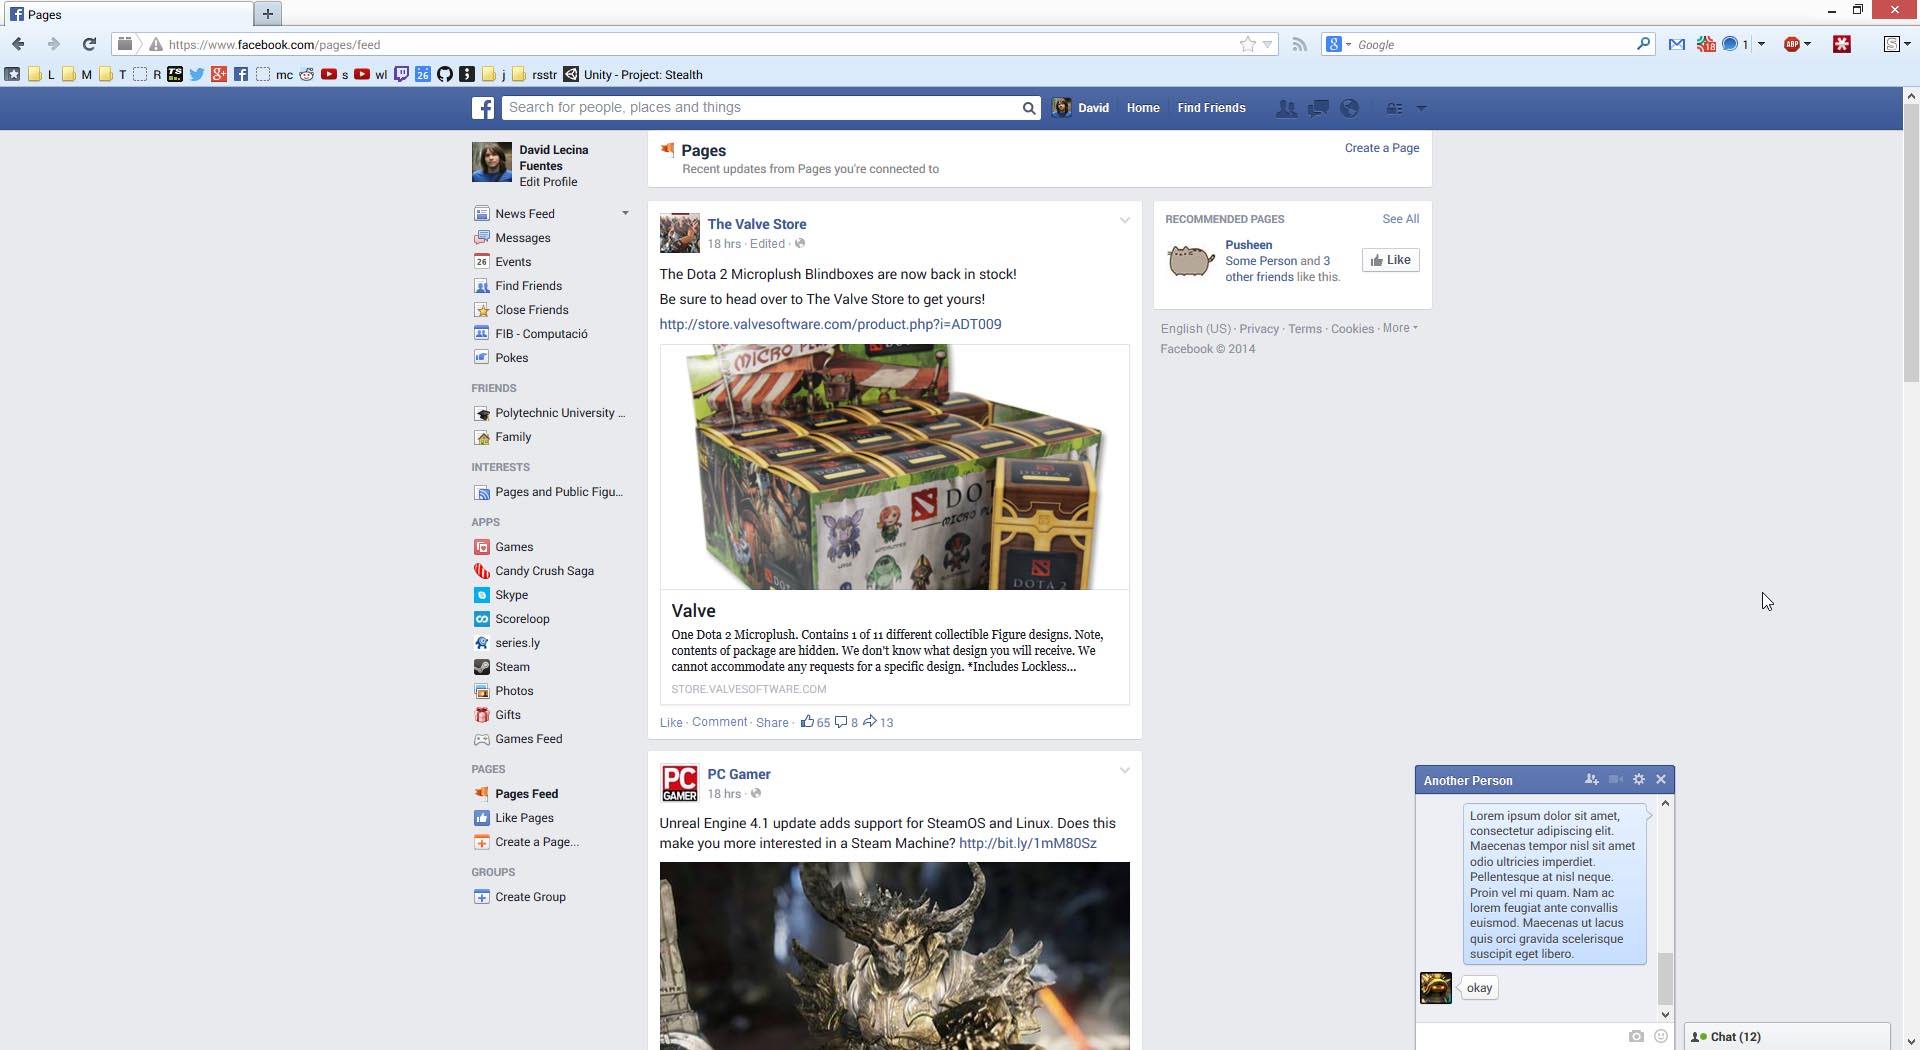 Pages
https://www.facebook.com/pages/feed
Google
18
1
ABP
L
M
T
R
TS
mc
s
wl
26
j
rsstr
Unity - Project: Stealth
Search for people, places and things
David
Home
Find Friends
David Lecina
Fuentes
Edit Profile
News Feed
Messages
26
Events
Find Friends
Close Friends
FIB - Computació
Pokes
FRIENDS
Polytechnic University ...
Family
INTERESTS
Pages and Public Figu...
APPS
Games
Candy Crush Saga
Skype
Scoreloop
series.ly
Steam
Photos
Gifts
Games Feed
PAGES
Pages Feed
Like Pages
Create a Page...
GROUPS
Create Group
Pages
Create a Page
Recent updates from Pages you're connected to
The Valve Store
18 hrs · Edited ·
The Dota 2 Microplush Blindboxes are now back in stock!
Be sure to head over to The Valve Store to get yours!
http://store.valvesoftware.com/product.php?i=ADT009
MICRO PL
DOT
MICRO PL
DOTA 2
Valve
One Dota 2 Microplush. Contains 1 of 11 different collectible Figure designs. Note,
contents of package are hidden. We don't know what design you will receive. We
cannot accommodate any requests for a specific design. *Includes Lockless...
STORE.VALVESOFTWARE.COM
Like · Comment · Share · 65 8 13
PC
GAMER
PC Gamer
18 hrs ·
Unreal Engine 4.1 update adds support for SteamOS and Linux. Does this
make you more interested in a Steam Machine? http://bit.ly/1mM80Sz
RECOMMENDED PAGES
See All
Pusheen
Some Person and 3
other friends like this.
Like
English (US) · Privacy · Terms · Cookies · More
Facebook © 2014
Another Person
Lorem ipsum dolor sit amet,
consectetur adipiscing elit.
Maecenas tempor nisl sit amet
odio ultricies imperdiet.
Pellentesque at nisl neque.
Proin vel mi quam. Nam ac
lorem feugiat ante convallis
euismod. Maecenas ut lacus
quis orci gravida scelerisque
suscipit eget libero.
okay
Chat (12)